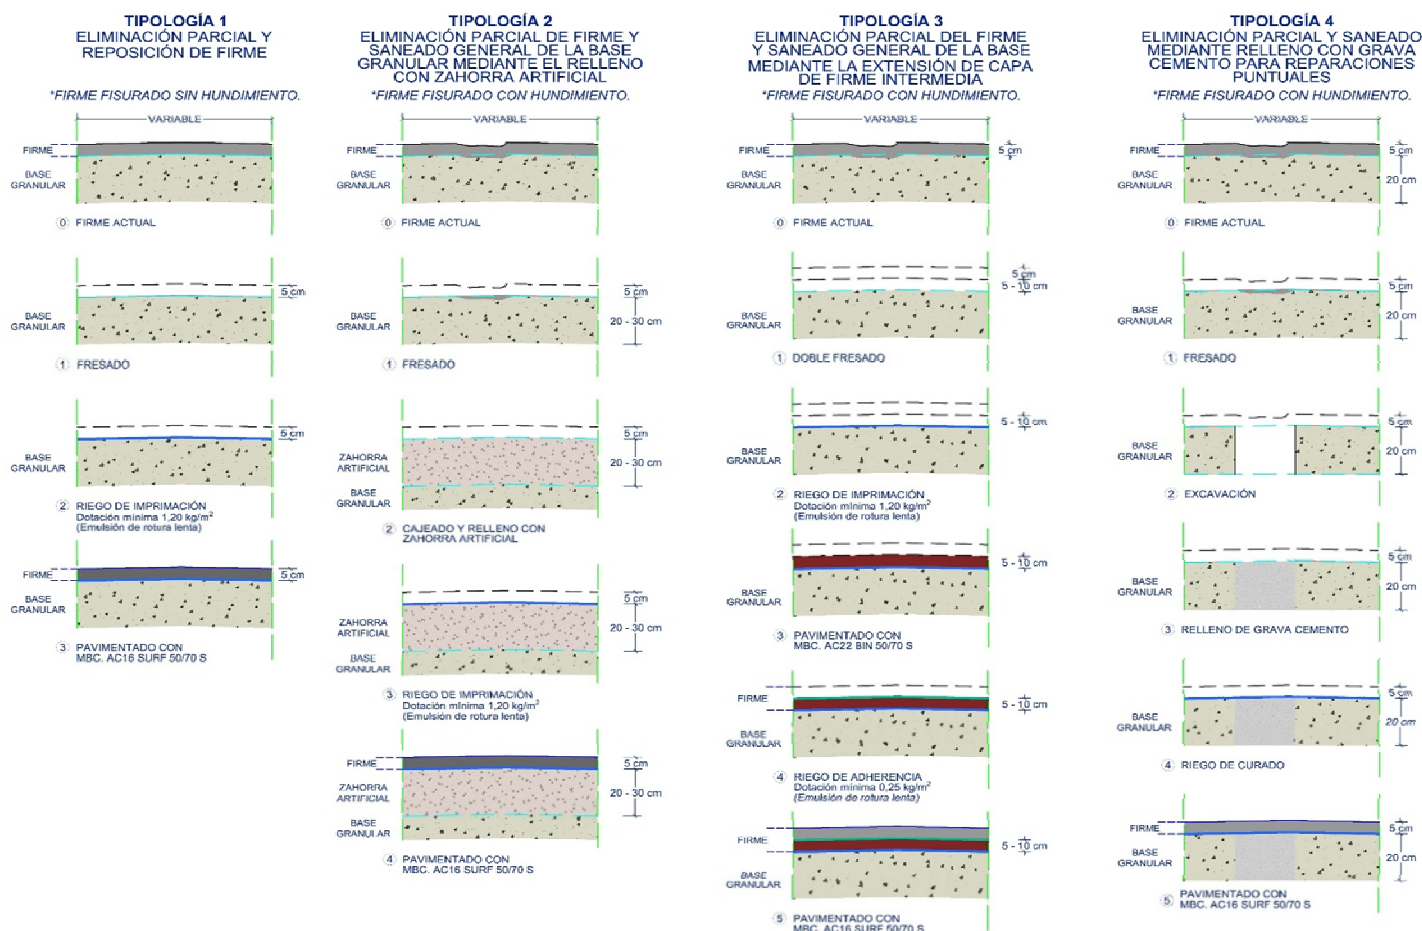 TIPOLOGÍA 1
ELIMINACIÓN PARCIAL Y
REPOSICIÓN DE FIRME
*FIRME FISURADO SIN HUNDIMIENTO.
VARIABLE
FIRME
BASE
GRANULAR
0 FIRME ACTUAL
5 cm
BASE
GRANULAR
1 FRESADO
5 cm
BASE
GRANULAR
2 RIEGO DE IMPRIMACIÓN
Dotación mínima 1,20 kg/m²
(Emulsión de rotura lenta)
FIRME
5 cm
BASE
GRANULAR
3 PAVIMENTADO CON
MBC. AC16 SURF 50/70 S
TIPOLOGÍA 2
ELIMINACIÓN PARCIAL DE FIRME Y
SANEADO GENERAL DE LA BASE
GRANULAR MEDIANTE EL RELLENO
CON ZAHORRA ARTIFICIAL
*FIRME FISURADO CON HUNDIMIENTO.
VARIABLE
FIRME
BASE
GRANULAR
0 FIRME ACTUAL
5 cm
BASE
GRANULAR
20 - 30 cm
1 FRESADO
5 cm
ZAHORRA
ARTIFICIAL
20 - 30 cm
BASE
GRANULAR
2 CAJEADO Y RELLENO CON
ZAHORRA ARTIFICIAL
5 cm
ZAHORRA
ARTIFICIAL
20 - 30 cm
BASE
GRANULAR
3 RIEGO DE IMPRIMACIÓN
Dotación mínima 1,20 kg/m²
(Emulsión de rotura lenta)
FIRME
5 cm
ZAHORRA
ARTIFICIAL
20 - 30 cm
BASE
GRANULAR
4 PAVIMENTADO CON
MBC. AC16 SURF 50/70 S
TIPOLOGÍA 3
ELIMINACIÓN PARCIAL DEL FIRME
Y SANEADO GENERAL DE LA BASE
MEDIANTE LA EXTENSIÓN DE CAPA
DE FIRME INTERMEDIA
*FIRME FISURADO CON HUNDIMIENTO.
VARIABLE
FIRME
5 cm
BASE
GRANULAR
0 FIRME ACTUAL
5 cm
5 - 10 cm
BASE
GRANULAR
1 DOBLE FRESADO
5 - 10 cm
BASE
GRANULAR
2 RIEGO DE IMPRIMACIÓN
Dotación mínima 1,20 kg/m²
(Emulsión de rotura lenta)
5 - 10 cm
BASE
GRANULAR
3 PAVIMENTADO CON
MBC. AC22 BIN 50/70 S
FIRME
5 - 10 cm
BASE
GRANULAR
4 RIEGO DE ADHERENCIA
Dotación mínima 0,25 kg/m²
(Emulsión de rotura lenta)
FIRME
5 - 10 cm
BASE
GRANULAR
5 PAVIMENTADO CON
MBC. AC16 SURF 50/70 S
TIPOLOGÍA 4
ELIMINACIÓN PARCIAL Y SANEADO
MEDIANTE RELLENO CON GRAVA
CEMENTO PARA REPARACIONES
PUNTUALES
*FIRME FISURADO CON HUNDIMIENTO.
VARIABLE
FIRME
5 cm
BASE
GRANULAR
20 cm
0 FIRME ACTUAL
5 cm
BASE
GRANULAR
20 cm
1 FRESADO
5 cm
BASE
GRANULAR
20 cm
2 EXCAVACIÓN
5 cm
BASE
GRANULAR
20 cm
3 RELLENO DE GRAVA CEMENTO
5 cm
BASE
GRANULAR
20 cm
4 RIEGO DE CURADO
FIRME
5 cm
BASE
GRANULAR
20 cm
5 PAVIMENTADO CON
MBC. AC16 SURF 50/70 S